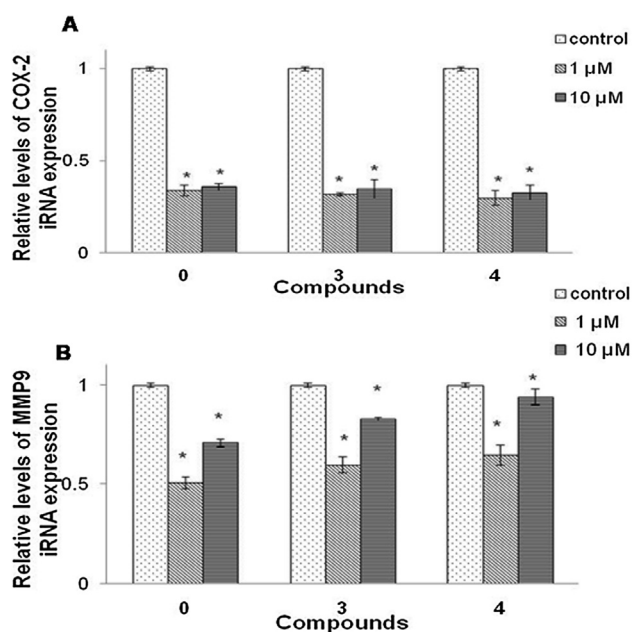 A
Relative levels of COX-2
iRNA expression
1
0.5
0
* * * * * *
0 3 4
Compounds
control
1 µM
10 µM
B
Relative levels of MMP9
iRNA expression
1
0.5
0
* * * * * *
0 3 4
Compounds
control
1 µM
10 µM